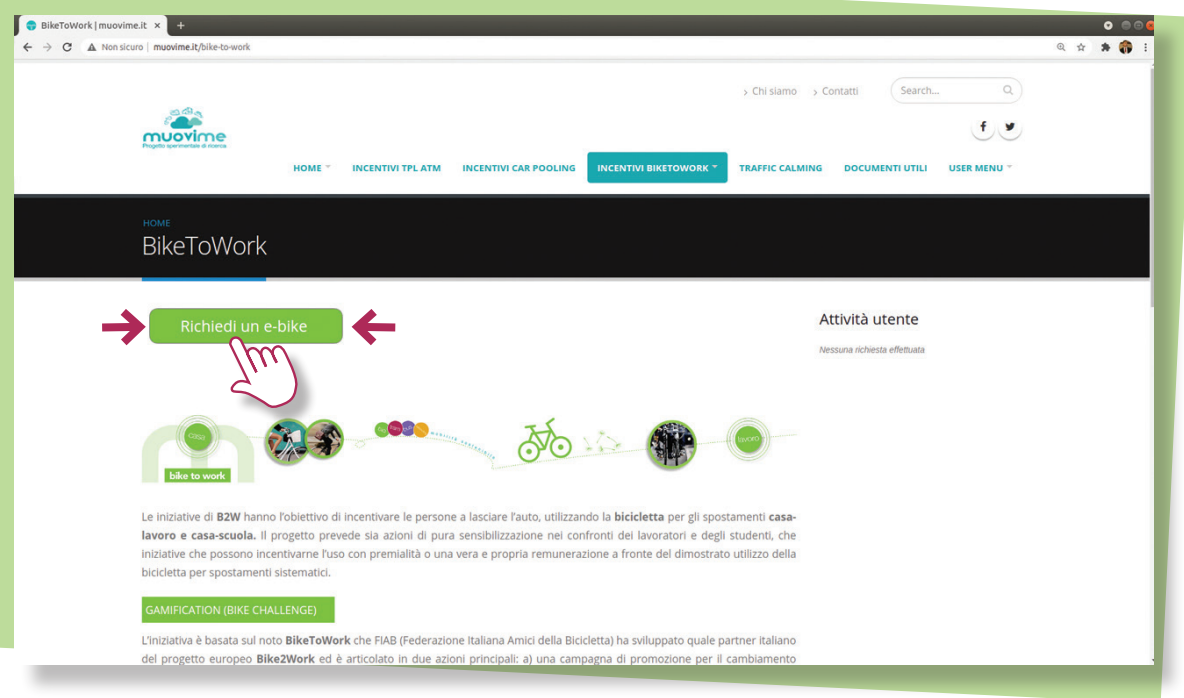 BikeToWork | muovime.it
Non sicuro | muovime.it/bike-to-work
Chi siamo
Contatti
Search...
muovime
Progetto sperimentale di ricerca
HOME
INCENTIVI TPL ATM
INCENTIVI CAR POOLING
INCENTIVI BIKETOWORK
TRAFFIC CALMING
DOCUMENTI UTILI
USER MENU
HOME
BikeToWork
Richiedi un e-bike
Attività utente
Nessuna richiesta effettuata
casa
bike to work
lavoro
Le iniziative di B2W hanno l'obiettivo di incentivare le persone a lasciare l'auto, utilizzando la bicicletta per gli spostamenti casa-
lavoro e casa-scuola. Il progetto prevede sia azioni di pura sensibilizzazione nei confronti dei lavoratori e degli studenti, che
iniziative che possono incentivarne l'uso con premialità o una vera e propria remunerazione a fronte del dimostrato utilizzo della
bicicletta per spostamenti sistematici.
GAMIFICATION (BIKE CHALLENGE)
L'iniziativa è basata sul noto BikeToWork che FIAB (Federazione Italiana Amici della Bicicletta) ha sviluppato quale partner italiano
del progetto europeo Bike2Work ed è articolato in due azioni principali: a) una campagna di promozione per il cambiamento